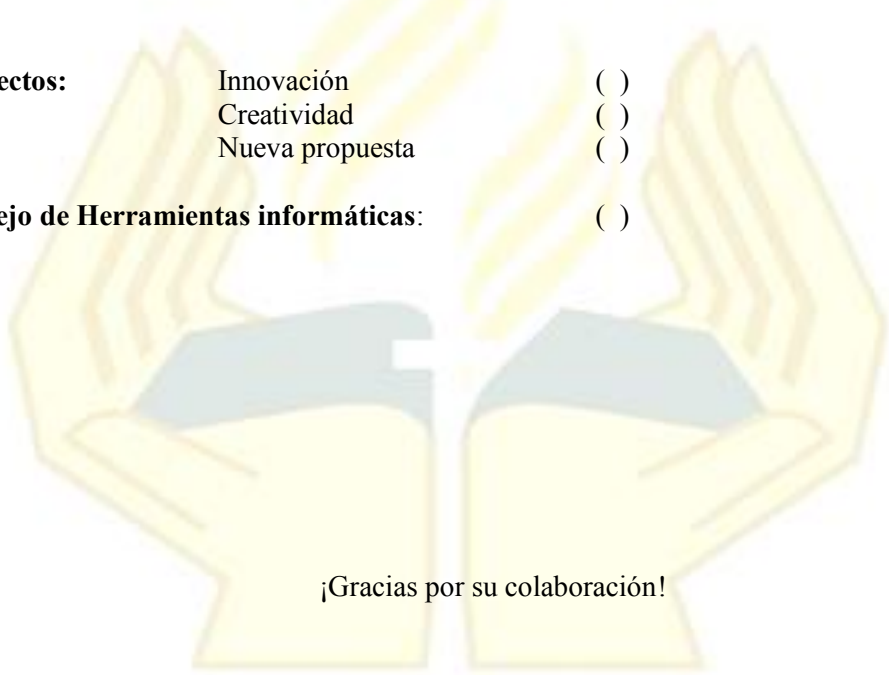 ectos: Innovación ( )
Creatividad ( )
Nueva propuesta ( )
ejo de Herramientas informáticas: ( )
¡Gracias por su colaboración!